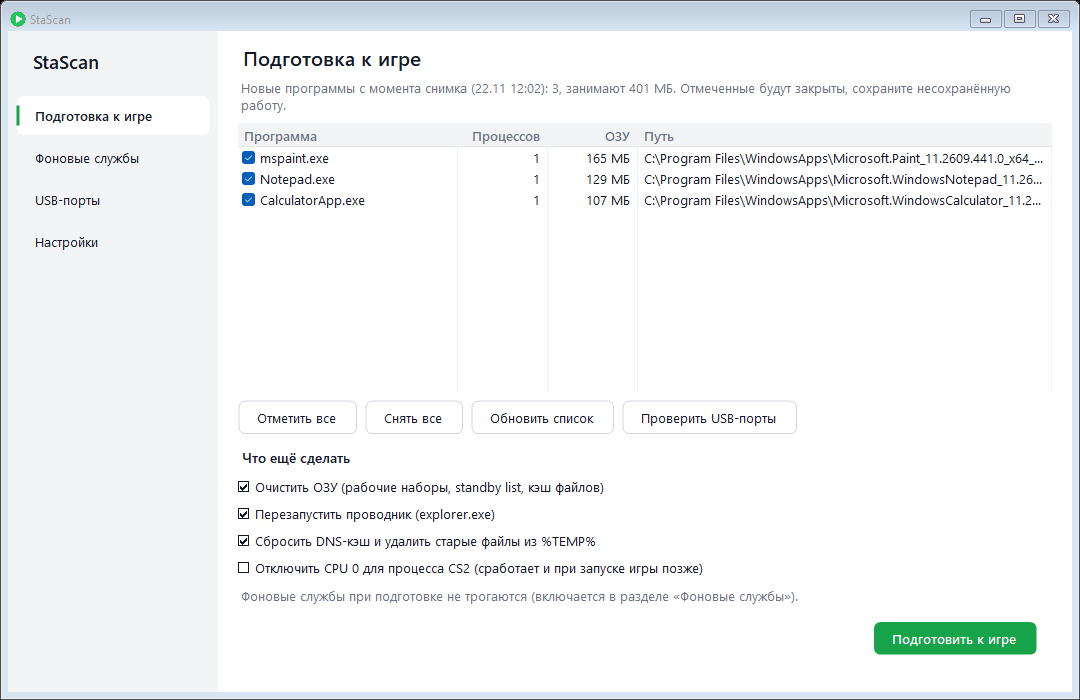 StaScan
StaScan
Подготовка к игре
Фоновые службы
USB-порты
Настройки
Подготовка к игре
Новые программы с момента снимка (22.11 12:02): 3, занимают 401 МБ. Отмеченные будут закрыты, сохраните несохранённую
работу.
Программа Процессов ОЗУ Путь
mspaint.exe 1 165 МБ C:\Program Files\WindowsApps\Microsoft.Paint_11.2609.441.0_x64_...
Notepad.exe 1 129 МБ C:\Program Files\WindowsApps\Microsoft.WindowsNotepad_11.26...
CalculatorApp.exe 1 107 МБ C:\Program Files\WindowsApps\Microsoft.WindowsCalculator_11.2...
Отметить все Снять все Обновить список Проверить USB-порты
Что ещё сделать
Очистить ОЗУ (рабочие наборы, standby list, кэш файлов)
Перезапустить проводник (explorer.exe)
Сбросить DNS-кэш и удалить старые файлы из %TEMP%
Отключить CPU 0 для процесса CS2 (сработает и при запуске игры позже)
Фоновые службы при подготовке не трогаются (включается в разделе «Фоновые службы»).
Подготовить к игре